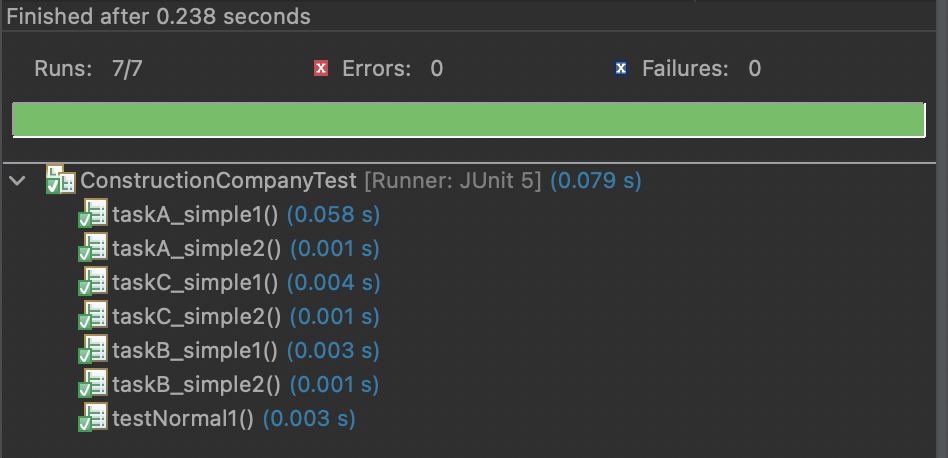 Finished after 0.238 seconds
Runs: 7/7 Errors: 0 Failures: 0
ConstructionCompanyTest [Runner: JUnit 5] (0.079 s)
taskA_simple1() (0.058 s)
taskA_simple2() (0.001 s)
taskC_simple1() (0.004 s)
taskC_simple2() (0.001 s)
taskB_simple1() (0.003 s)
taskB_simple2() (0.001 s)
testNormal1() (0.003 s)